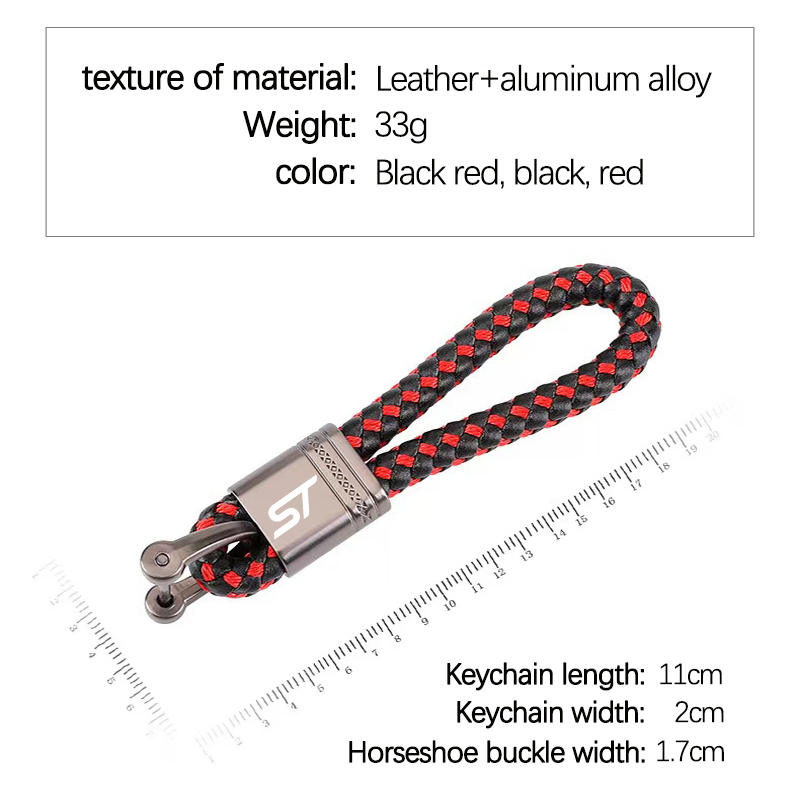 texture of material: Leather+aluminum alloy
Weight: 33g
color: Black red, black, red
ST
1 2 3 4 5 6
1 2 3 4 5 6 7 8 9 10 11 12 13 14 15 16 17 18 19 20
Keychain length: 11cm
Keychain width: 2cm
Horseshoe buckle width: 1.7cm